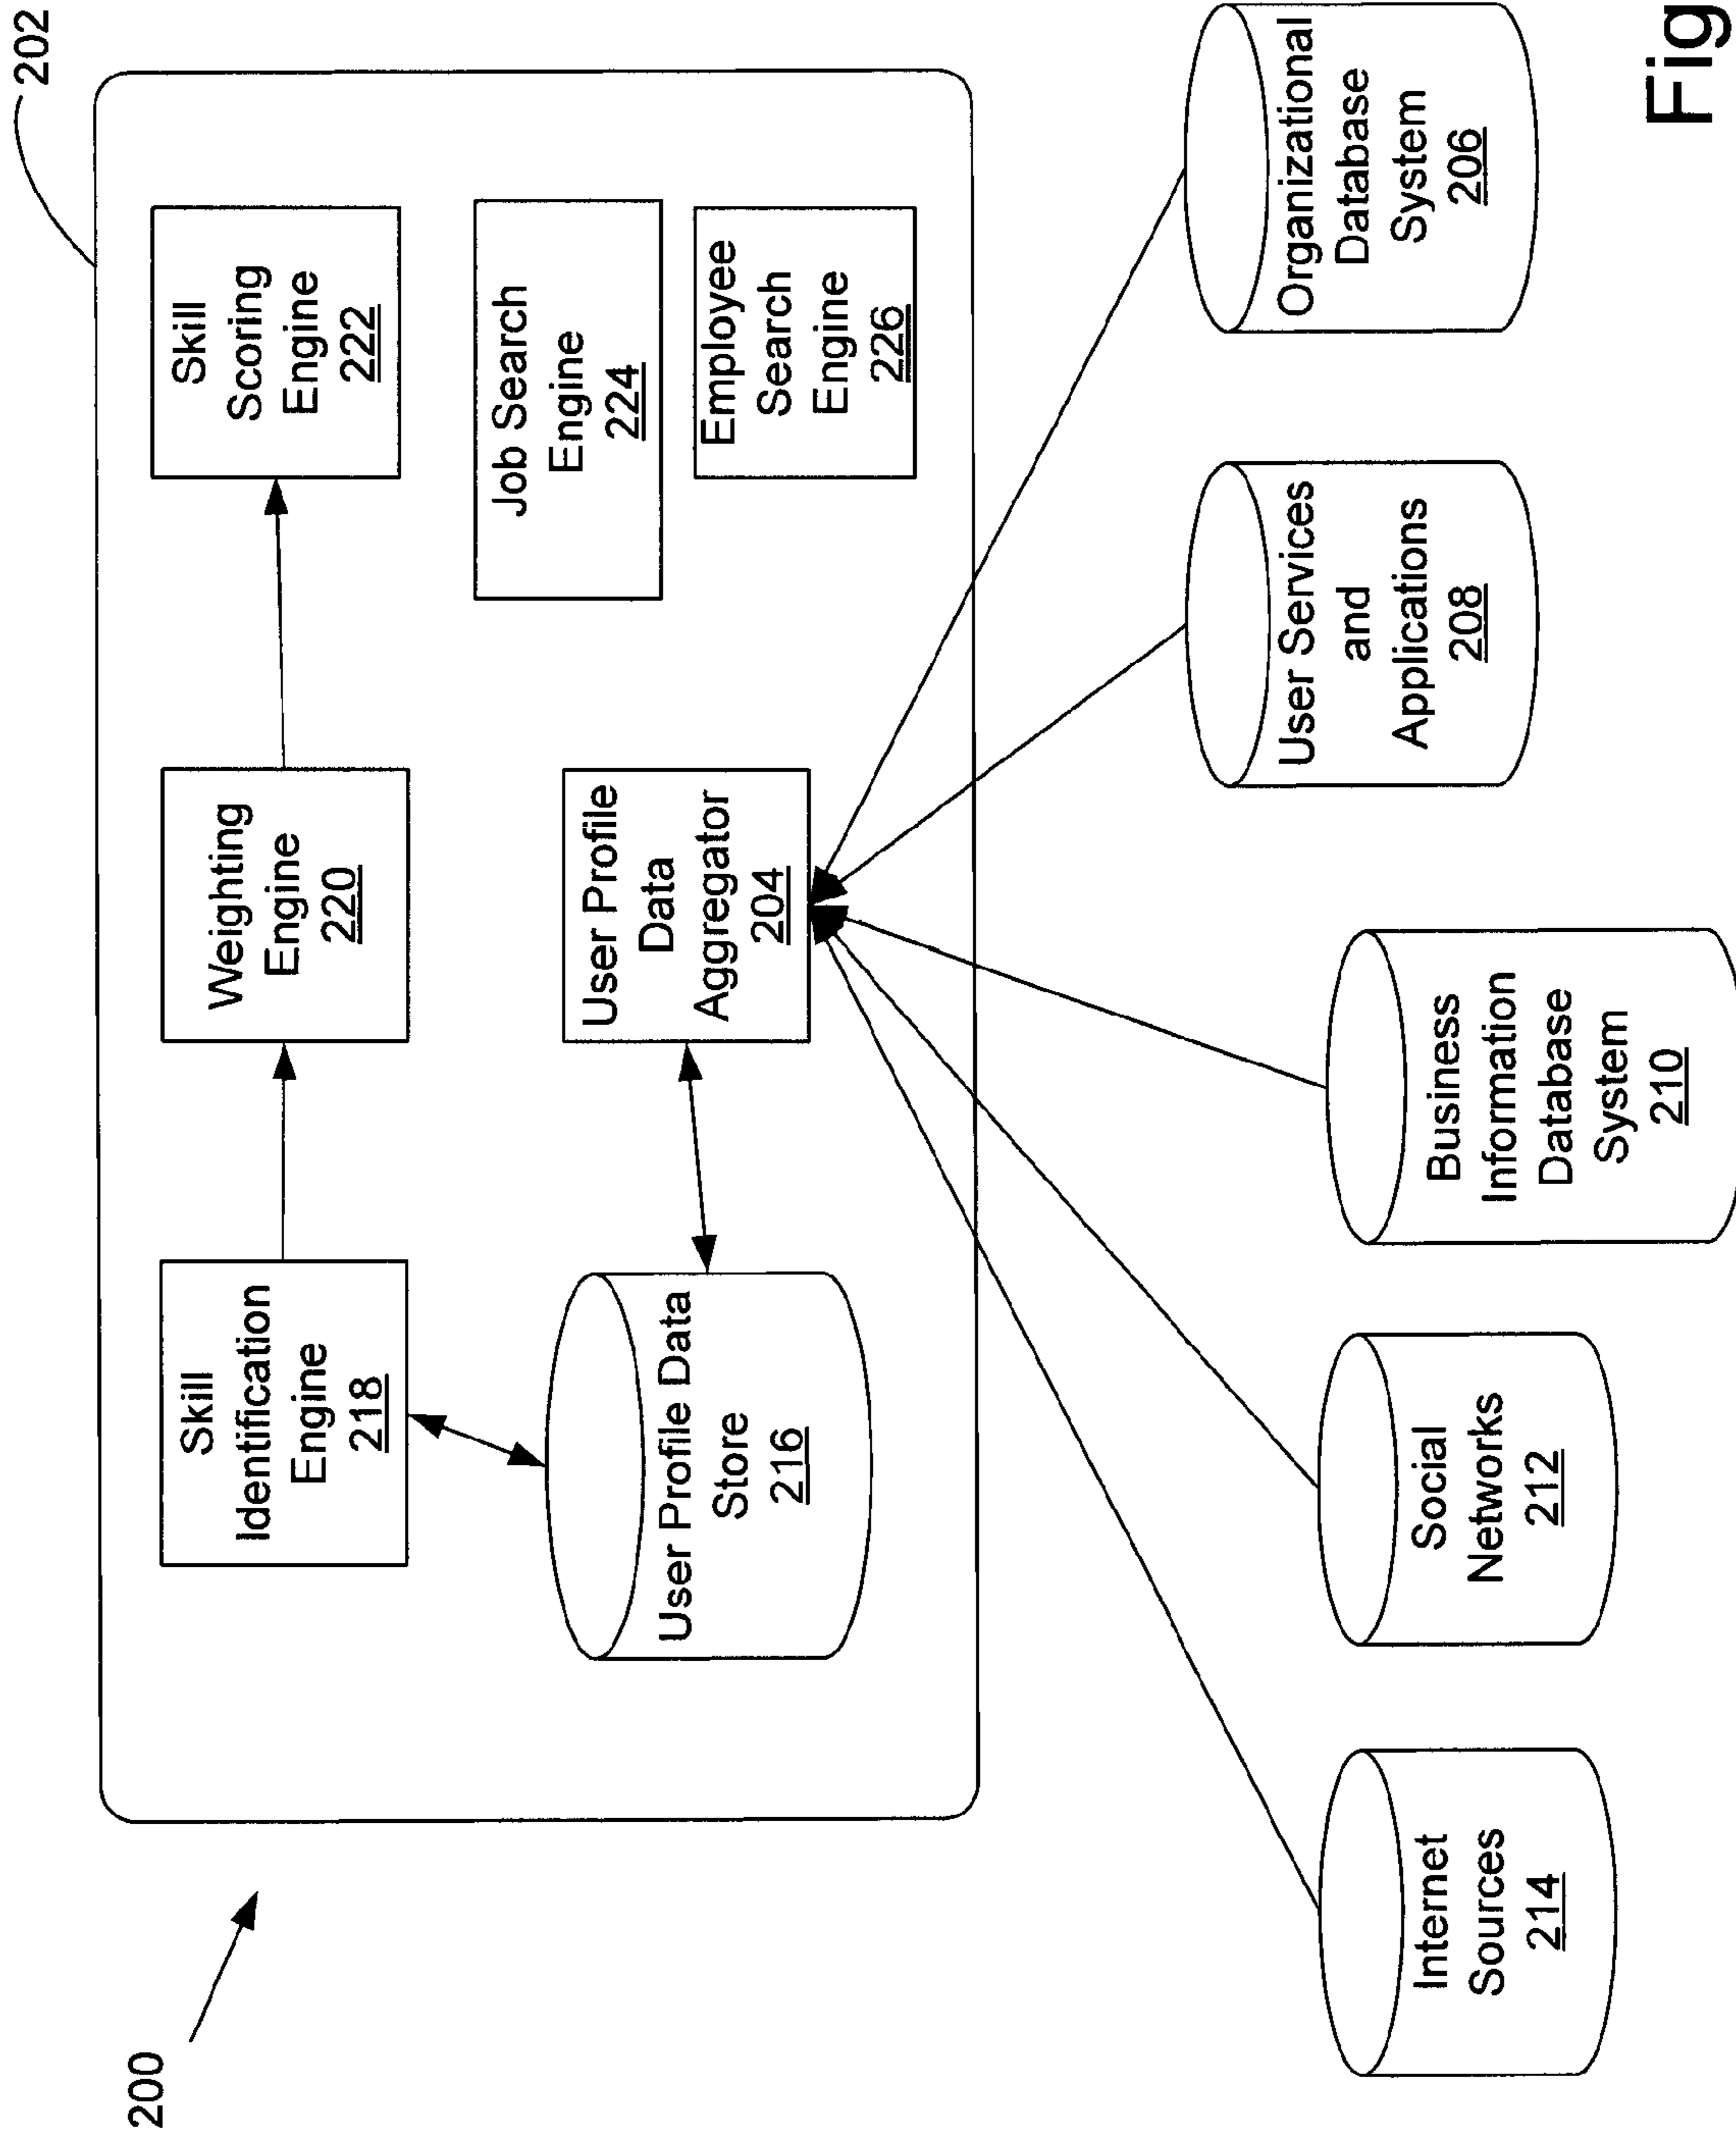 200
202
Skill
Identification
Engine
218
Weighting
Engine
220
Skill
Scoring
Engine
222
User Profile Data
Store
216
User Profile
Data
Aggregator
204
Job Search
Engine
224
Employee
Search
Engine
226
Internet
Sources
214
Social
Networks
212
Business
Information
Database
System
210
User Services
and
Applications
208
Organizational
Database
System
206
Fig